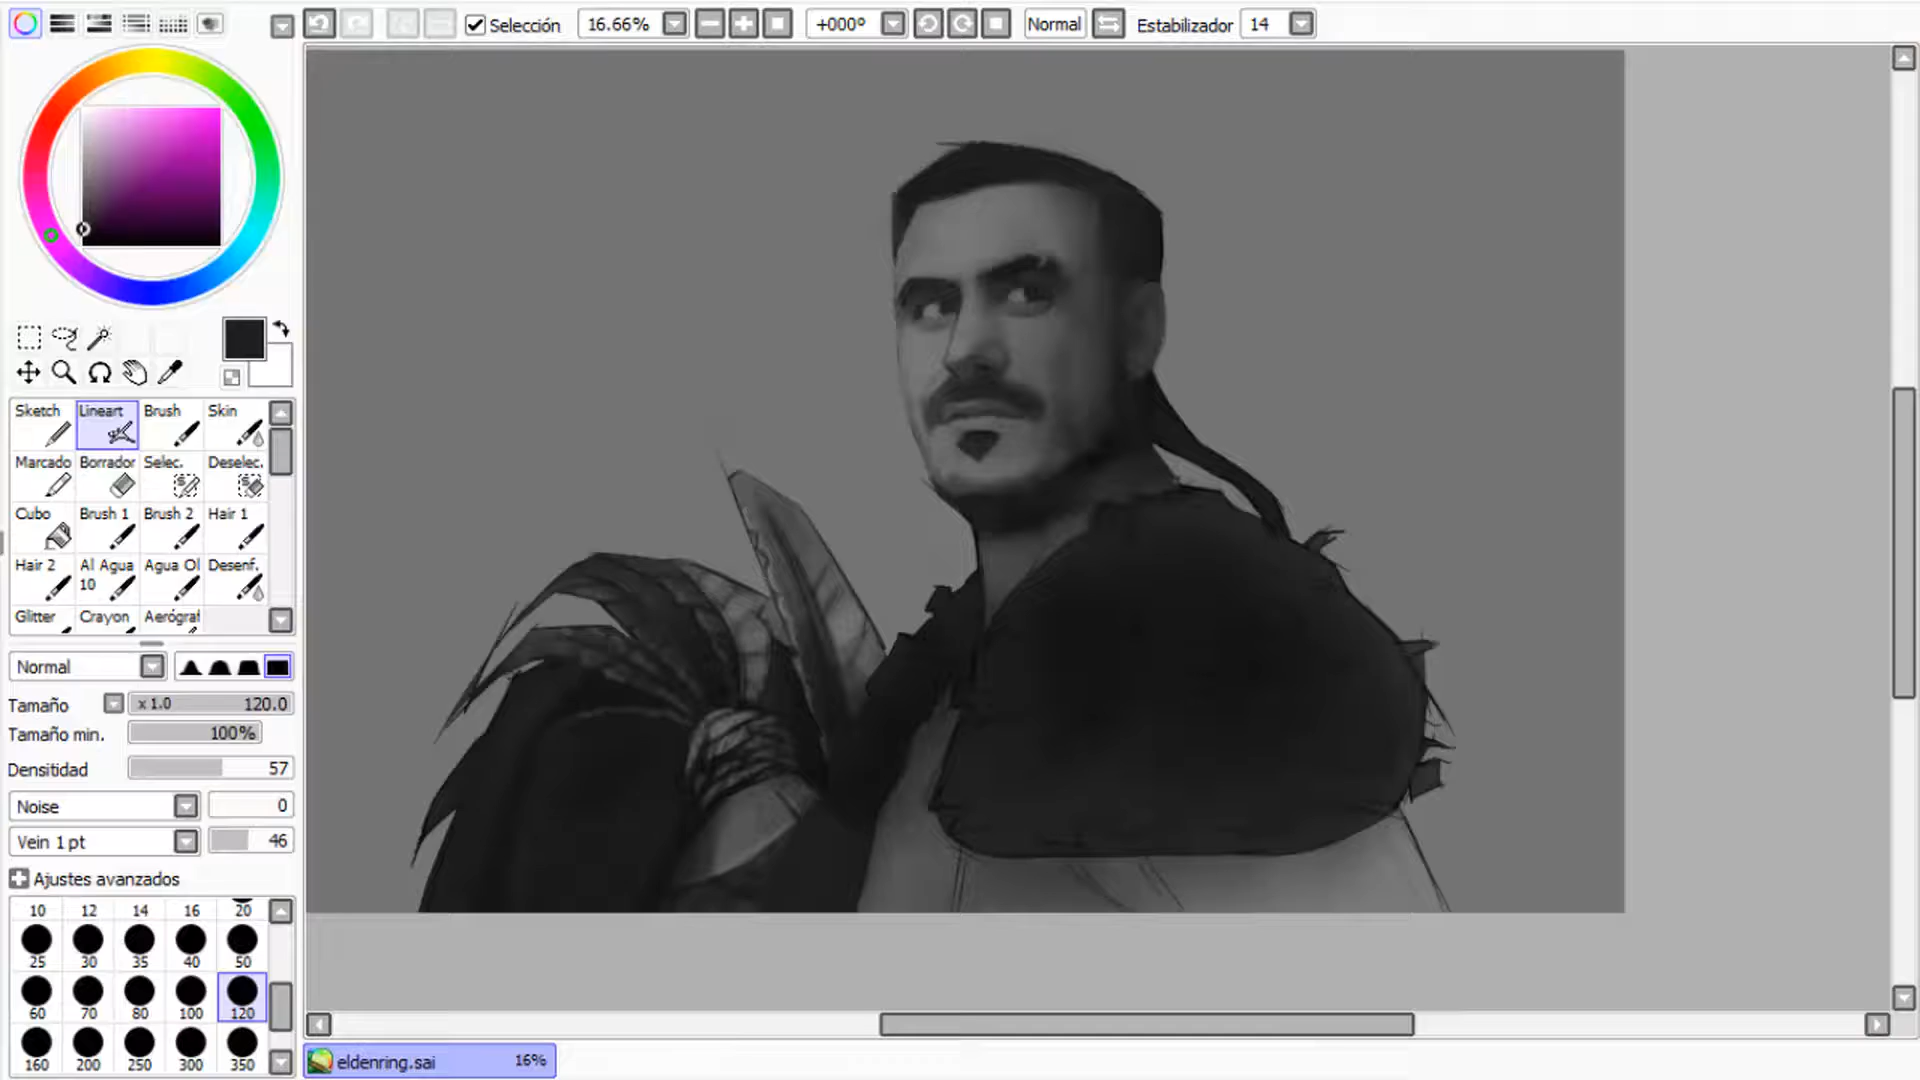 Selección 16.66% +000º Normal Estabilizador 14
Sketch Lineart Brush Skin
Marcado Borrador Selec. Deselec.
Cubo Brush 1 Brush 2 Hair 1
Hair 2 Al Agua 10 Agua Ol Desenf.
Glitter Crayon Aerógraf
Normal
Tamaño x 1.0 120.0
Tamaño min. 100%
Densitidad 57
Noise 0
Vein 1 pt 46
Ajustes avanzados
10 12 14 16 20
25 30 35 40 50
60 70 80 100 120
160 200 250 300 350
eldenring.sai 16%